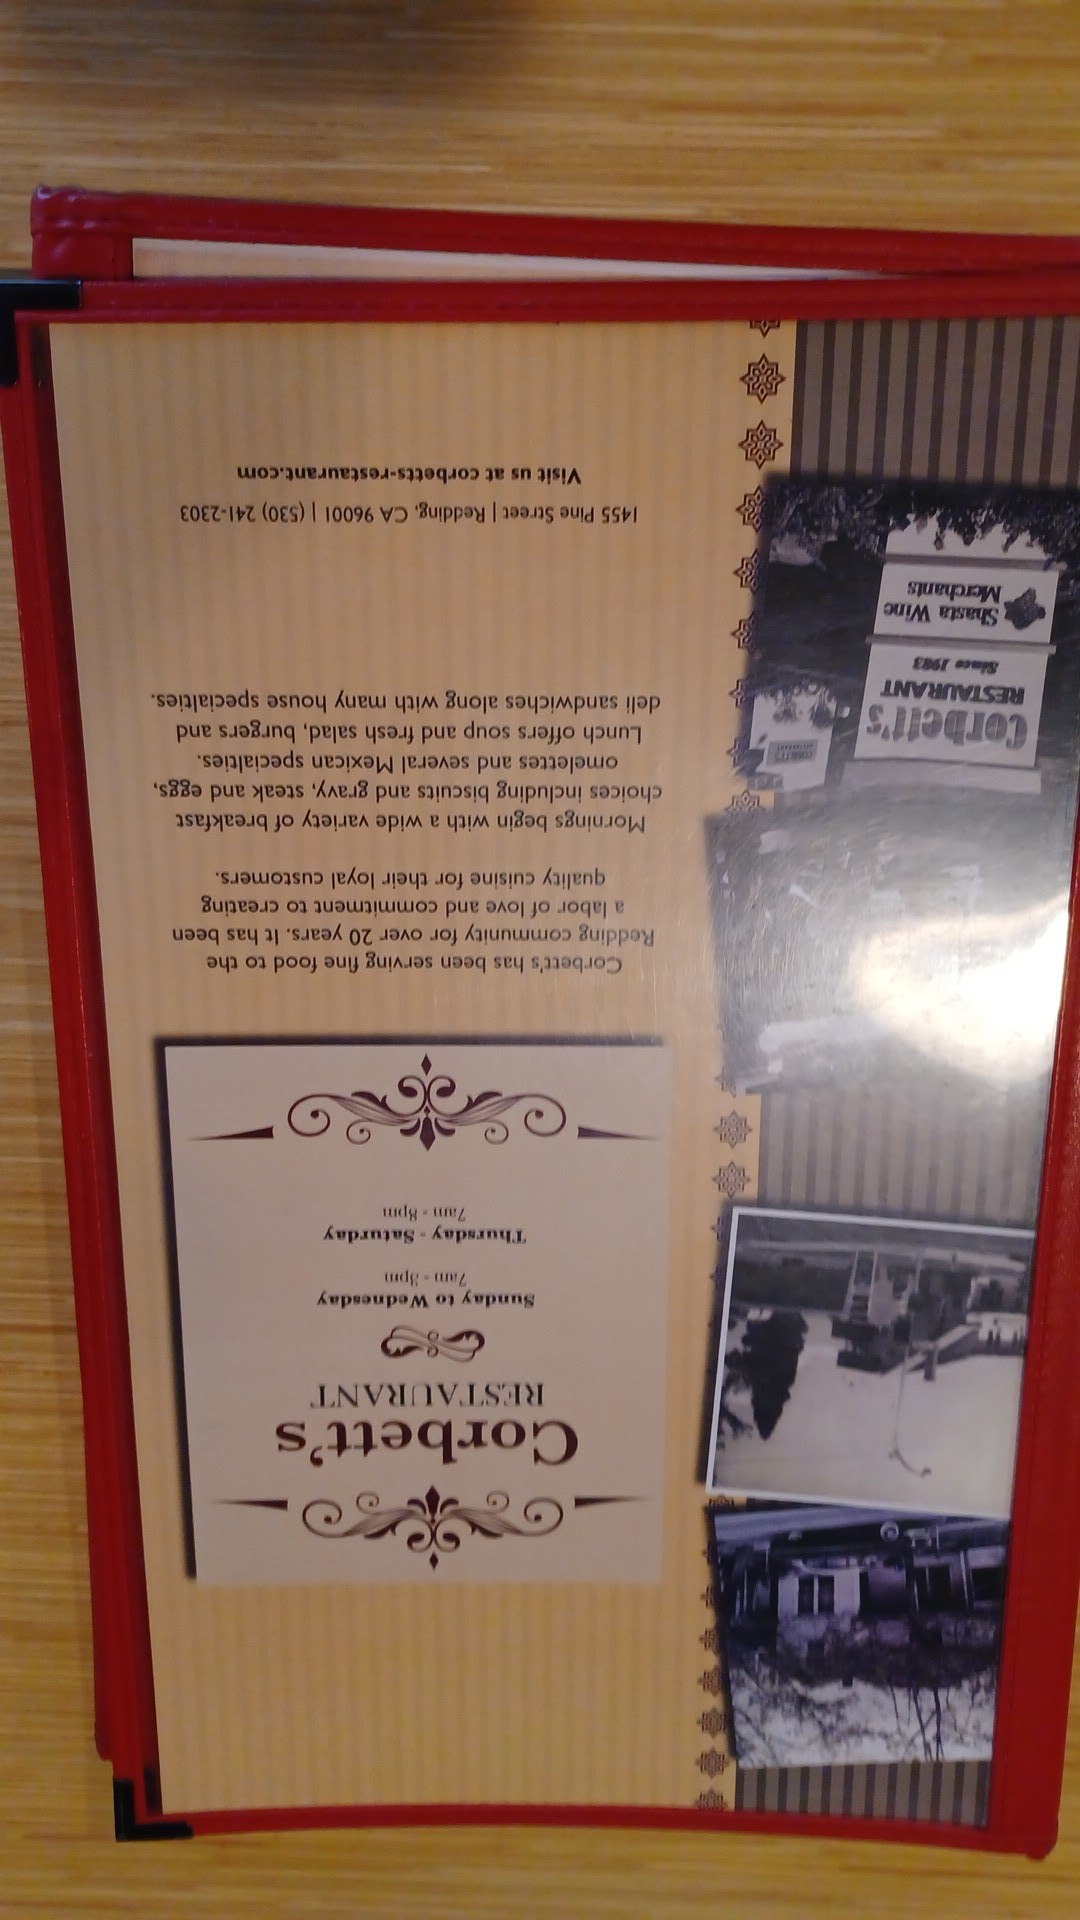 Corbett's
RESTAURANT
Sunday to Wednesday
7am - 3pm
Thursday - Saturday
7am - 8pm
Corbett's has been serving fine food to the
Redding community for over 20 years. It has been
a labor of love and commitment to creating
quality cuisine for their loyal customers.
Mornings begin with a wide variety of breakfast
choices including biscuits and gravy, steak and eggs,
omelettes and several Mexican specialties.
Lunch offers soup and fresh salad, burgers and
deli sandwiches along with many house specialties.
1455 Pine Street | Redding, CA 96001 | (530) 241-2303
Visit us at corbetts-restaurant.com
Corbett's
RESTAURANT
Since 1983
Shasta Wine
Merchants